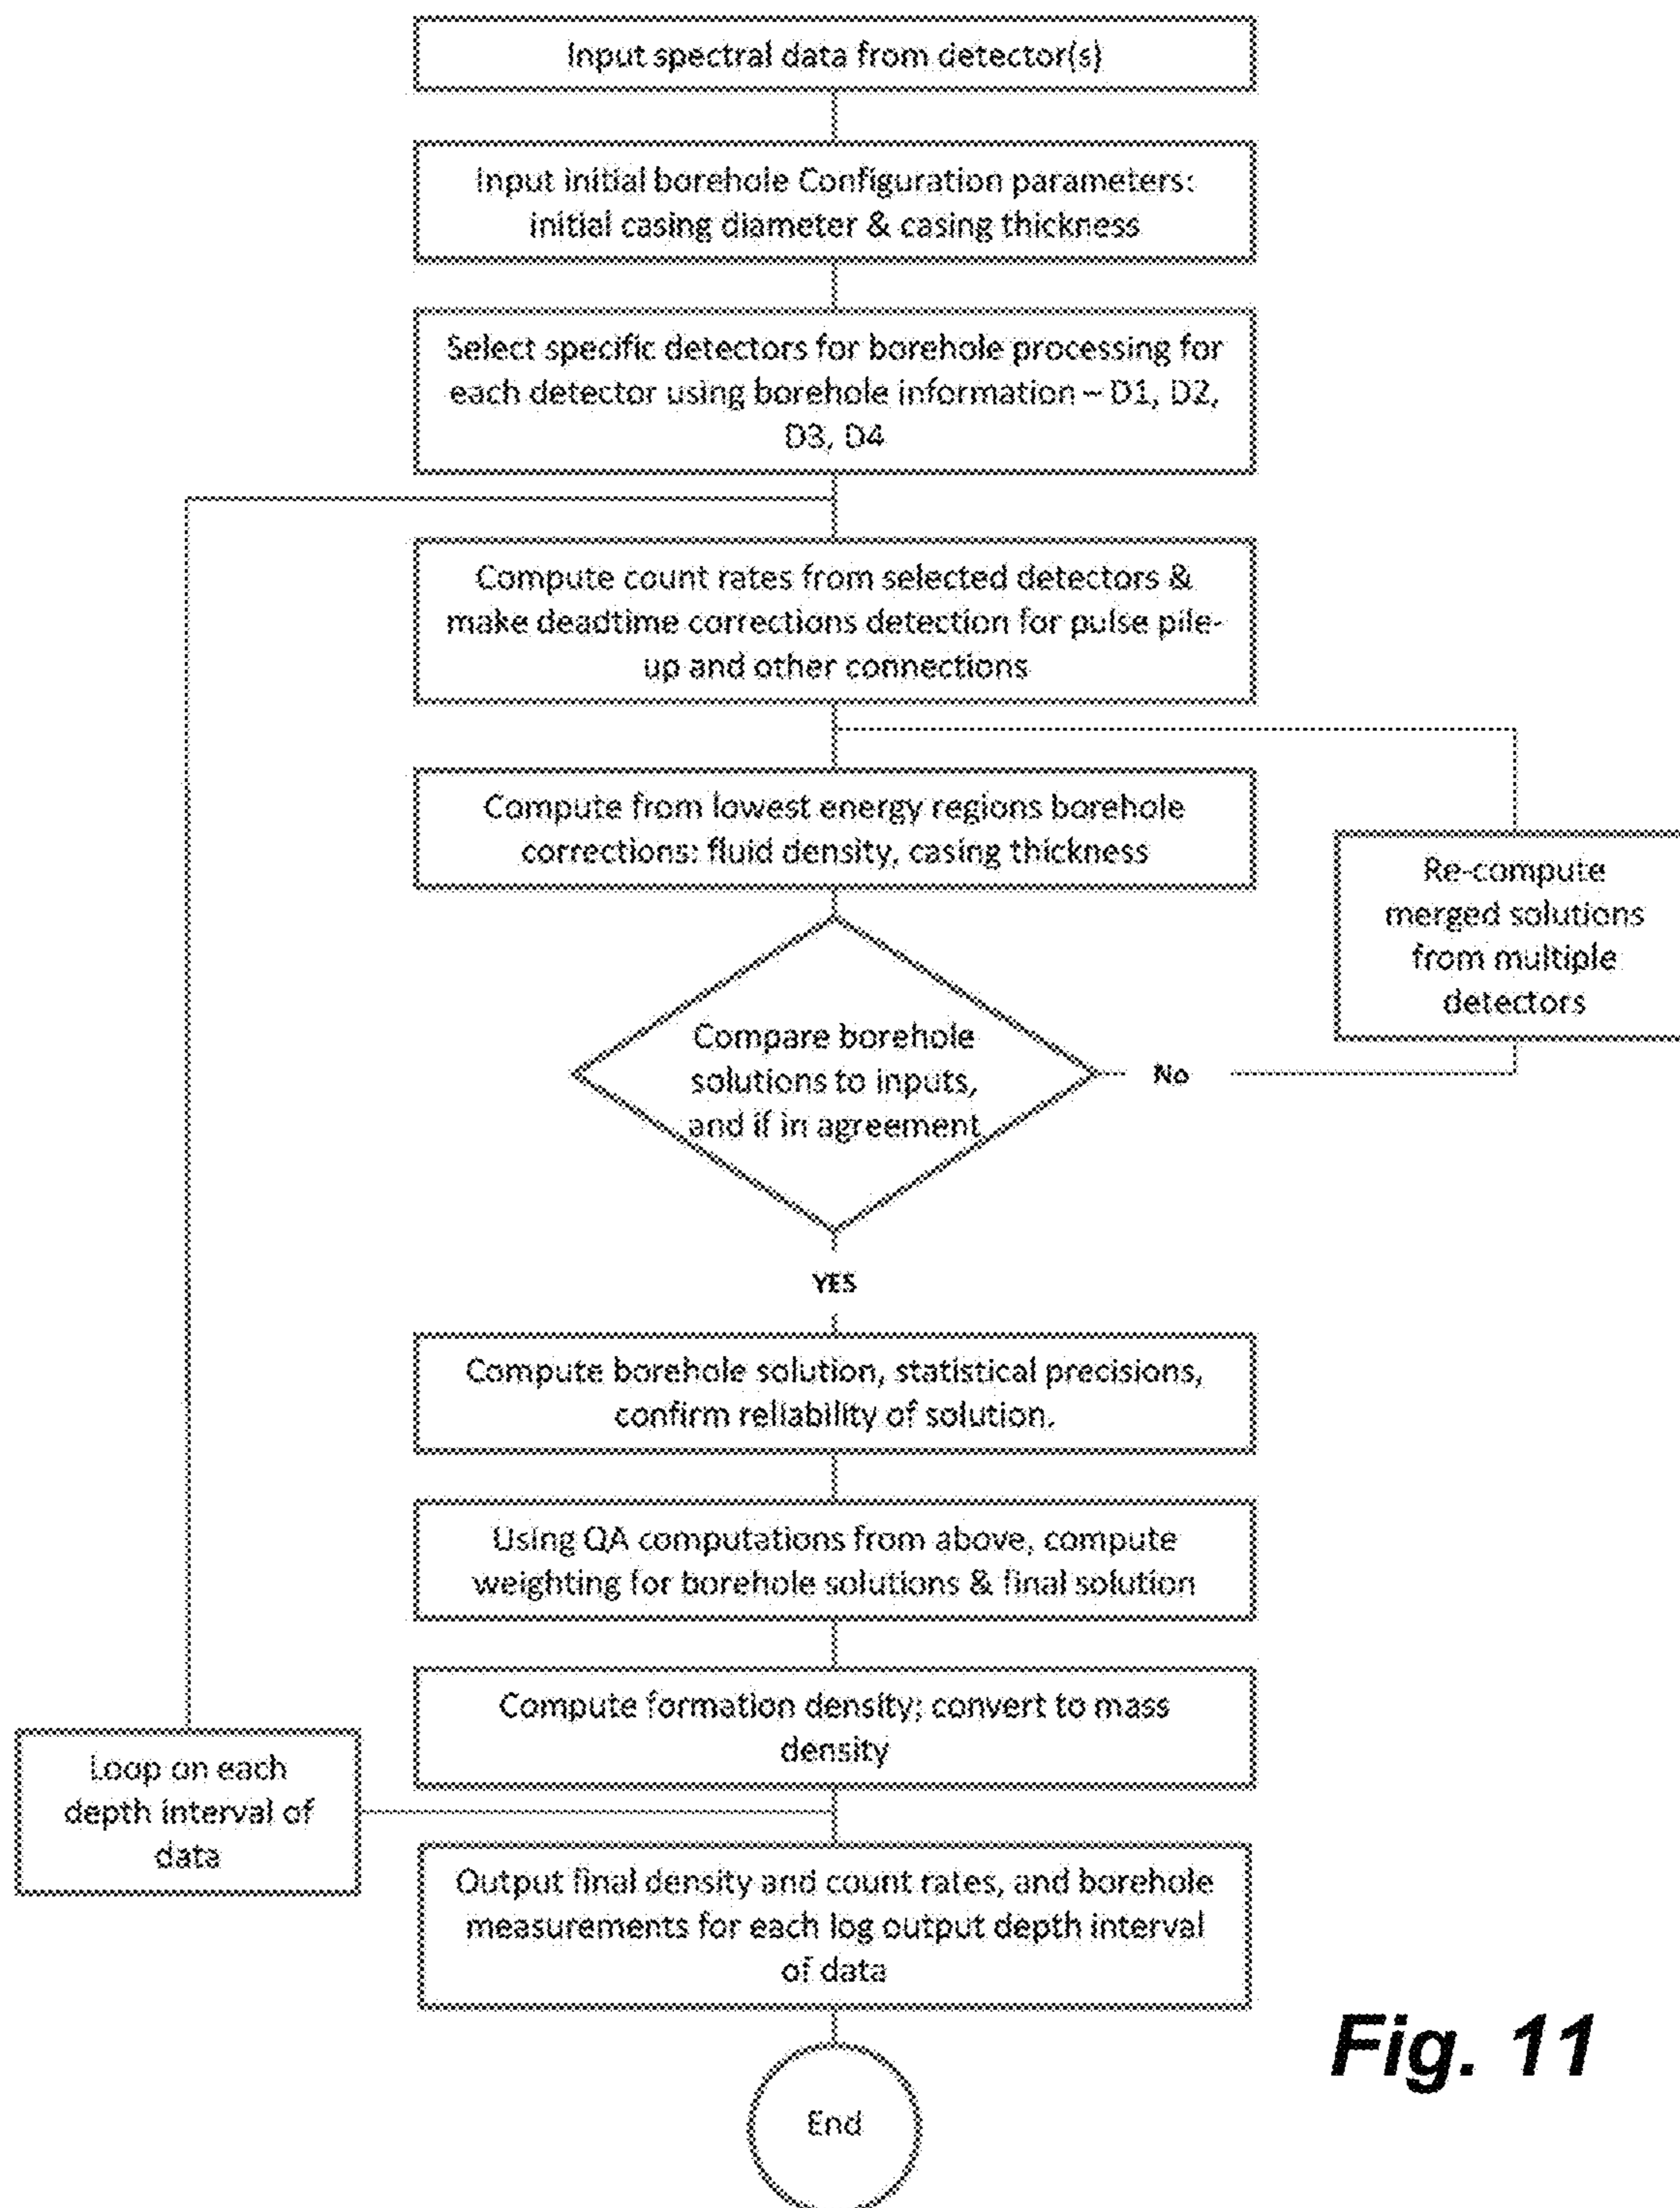 Input spectral data from detector(s)
Input initial borehole Configuration parameters:
initial casing diameter & casing thickness
Select specific detectors for borehole processing for
each detector using borehole information – D1, D2,
D3, D4
Compute count rates from selected detectors &
make deadtime corrections detection for pulse pile-
up and other connections
Compute from lowest energy regions borehole
corrections: fluid density, casing thickness
Re-compute
merged solutions
from multiple
detectors
Compare borehole
solutions to inputs,
and if in agreement
No
YES
Compute borehole solution, statistical precisions,
confirm reliability of solution.
Using QA computations from above, compute
weighting for borehole solutions & final solution
Compute formation density; convert to mass
density
Loop on each
depth interval of
data
Output final density and count rates, and borehole
measurements for each log output depth interval
of data
End
Fig. 11